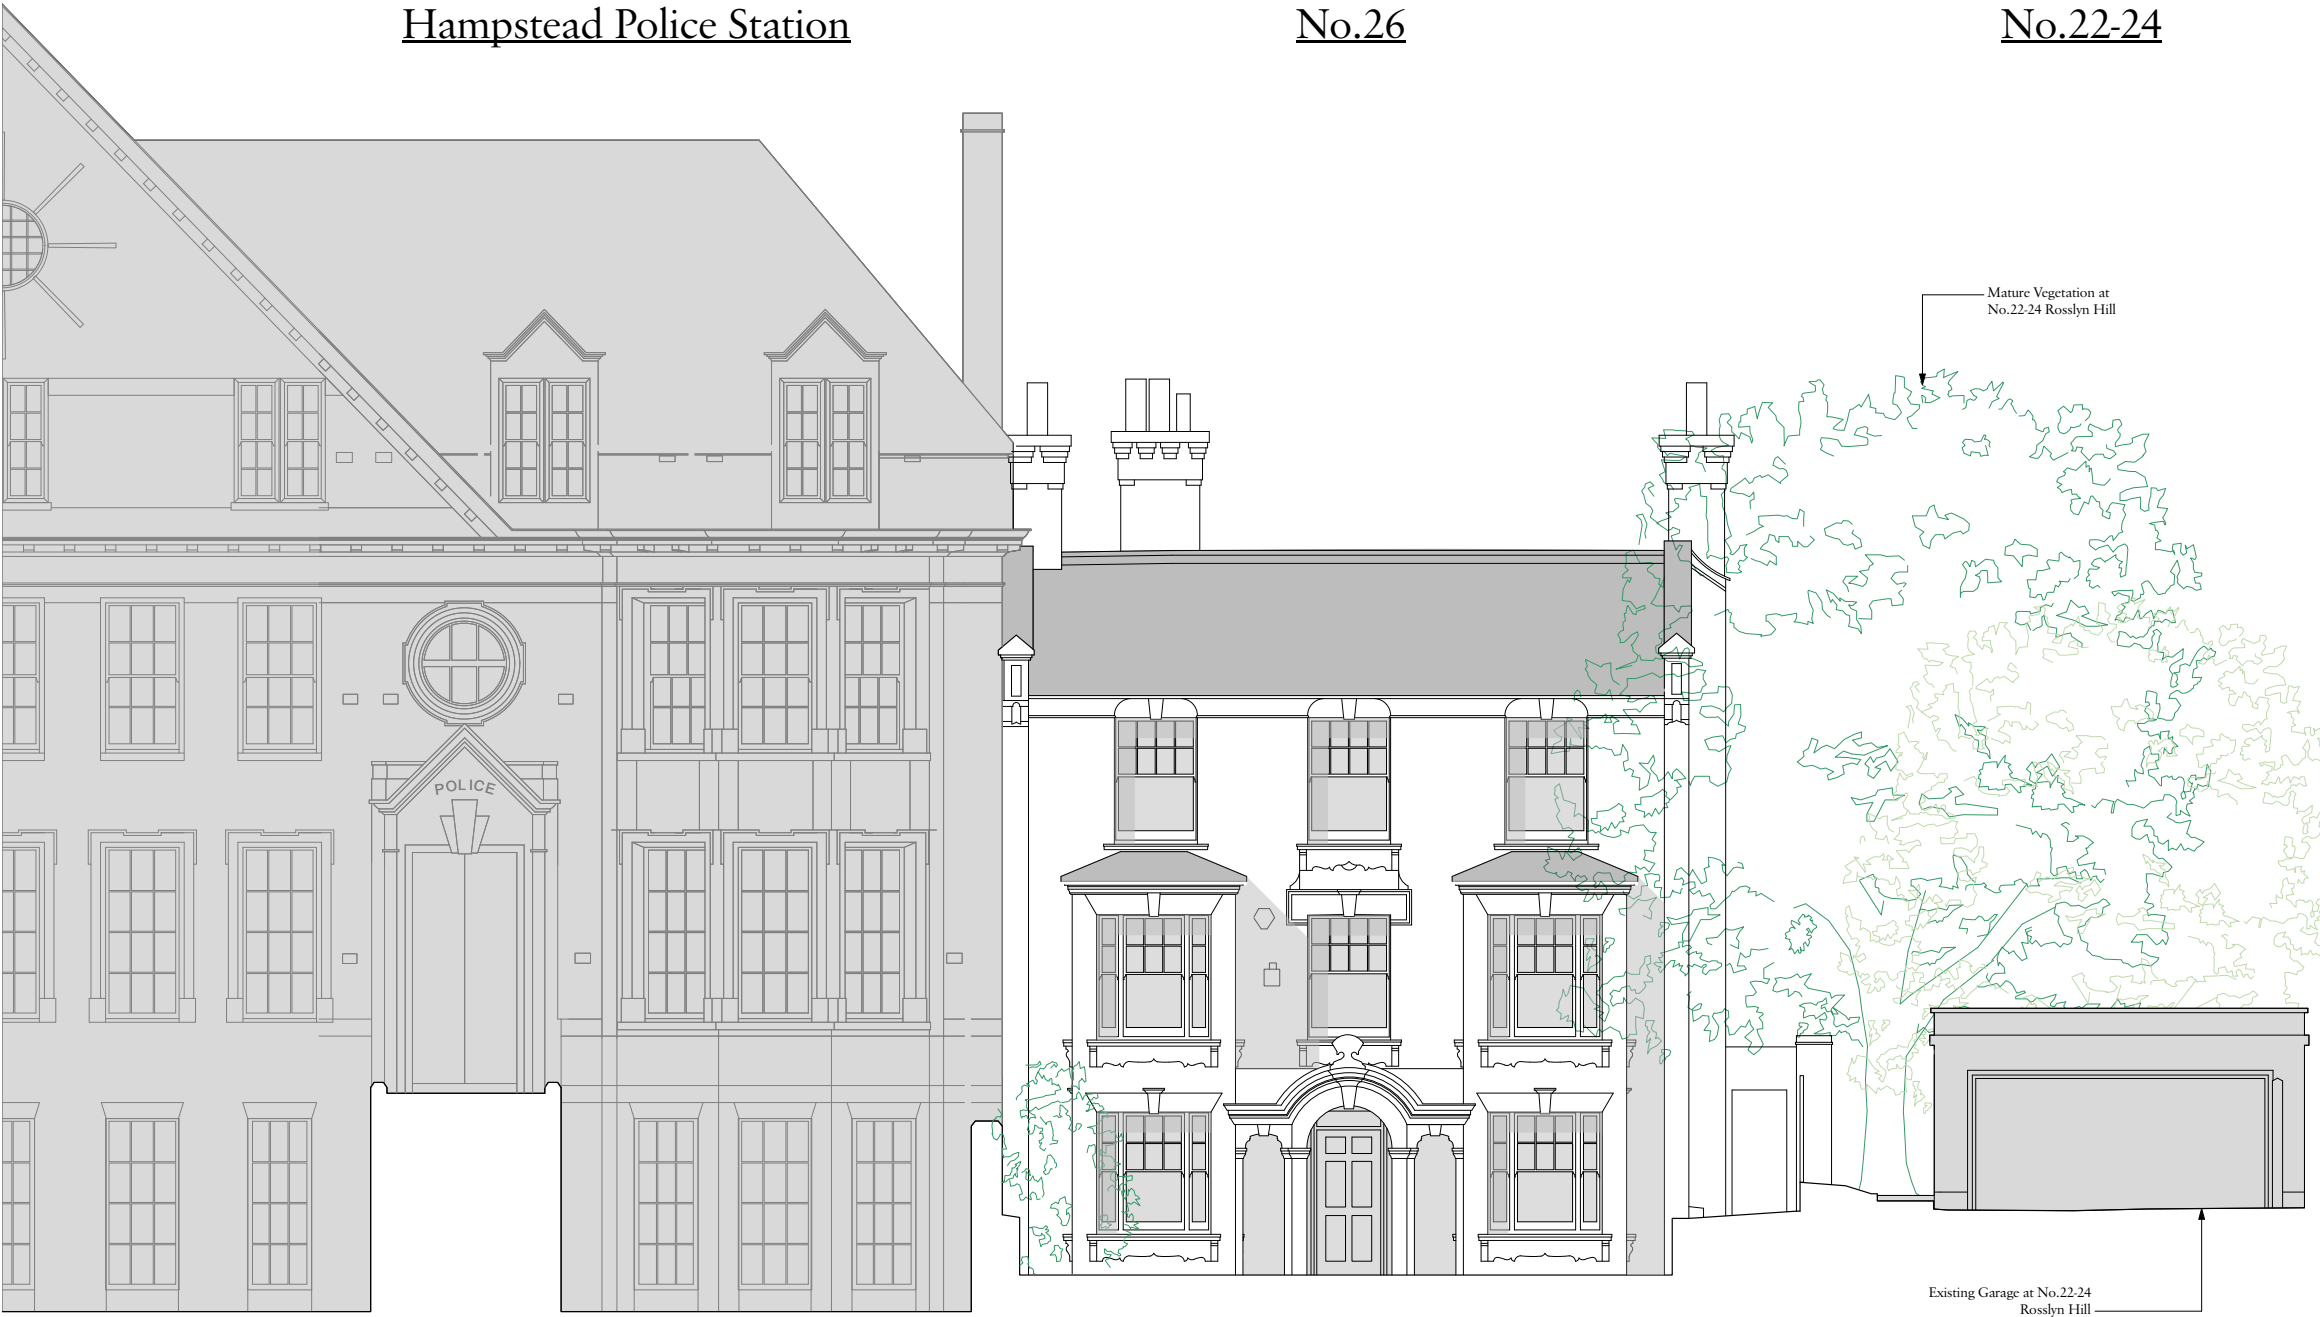 Hampstead Police Station
No.26
No.22-24
Mature Vegetation at
No.22-24 Rosslyn Hill
POLICE
Existing Garage at No.22-24
Rosslyn Hill